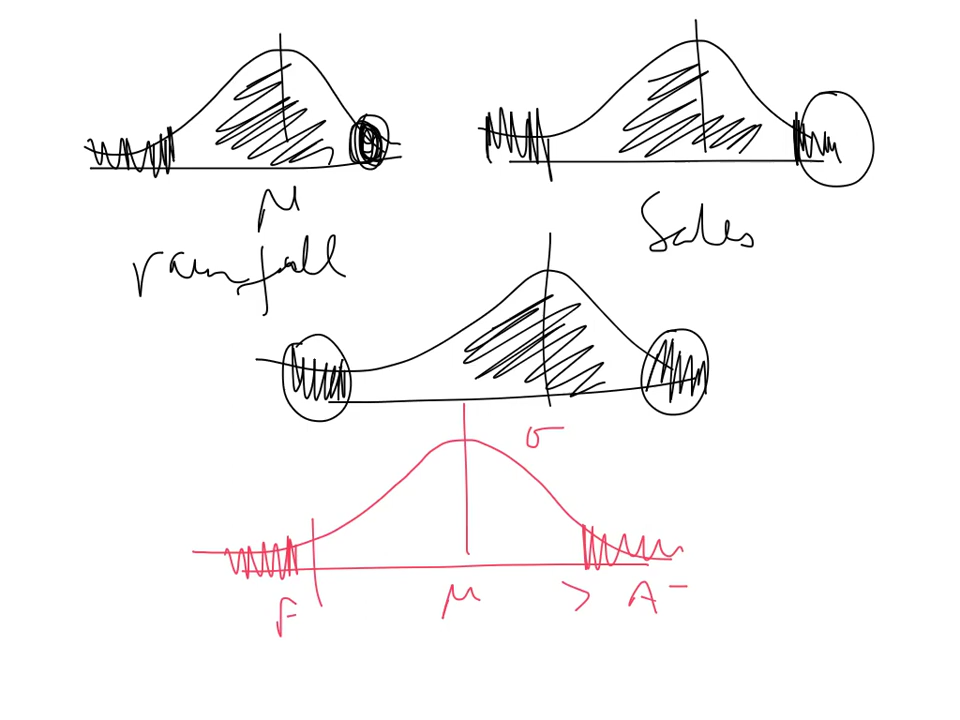 μ
rainfall
Sales
σ
F μ > A-